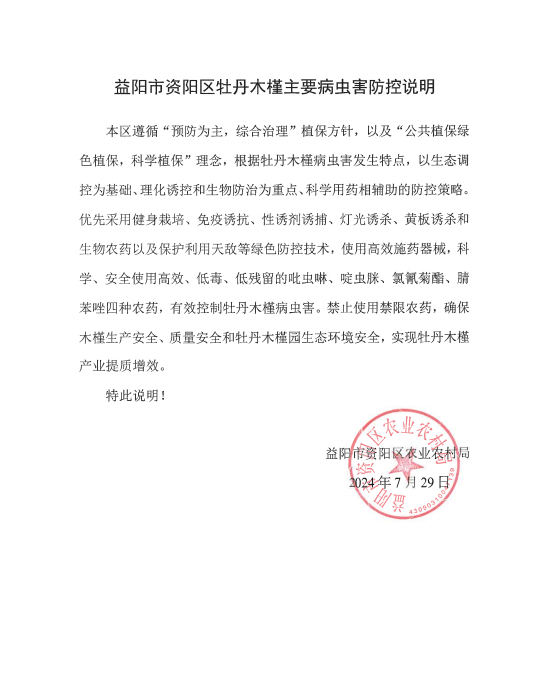 益阳市资阳区牡丹木槿主要病虫害防控说明
本区遵循“预防为主，综合治理”植保方针，以及“公共植保绿
色植保，科学植保”理念，根据牡丹木槿病虫害发生特点，以生态调
控为基础、理化诱控和生物防治为重点、科学用药相辅助的防控策略。
优先采用健身栽培、免疫诱抗、性诱剂诱捕、灯光诱杀、黄板诱杀和
生物农药以及保护利用天敌等绿色防控技术，使用高效施药器械，科
学、安全使用高效、低毒、低残留的吡虫啉、啶虫脒、氯氰菊酯、腈
苯唑四种农药，有效控制牡丹木槿病虫害。禁止使用禁限农药，确保
木槿生产安全、质量安全和牡丹木槿园生态环境安全，实现牡丹木槿
产业提质增效。
特此说明！
益阳市资阳区农业农村局
2024 年 7 月 29 日
益阳市资阳区农业农村局